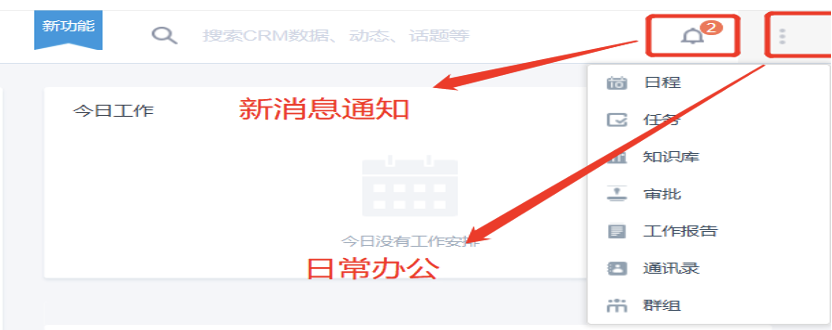 新功能
搜索CRM数据、动态、话题等
2
今日工作
新消息通知
今日没有工作安排
日常办公
日程
任务
知识库
审批
工作报告
通讯录
群组